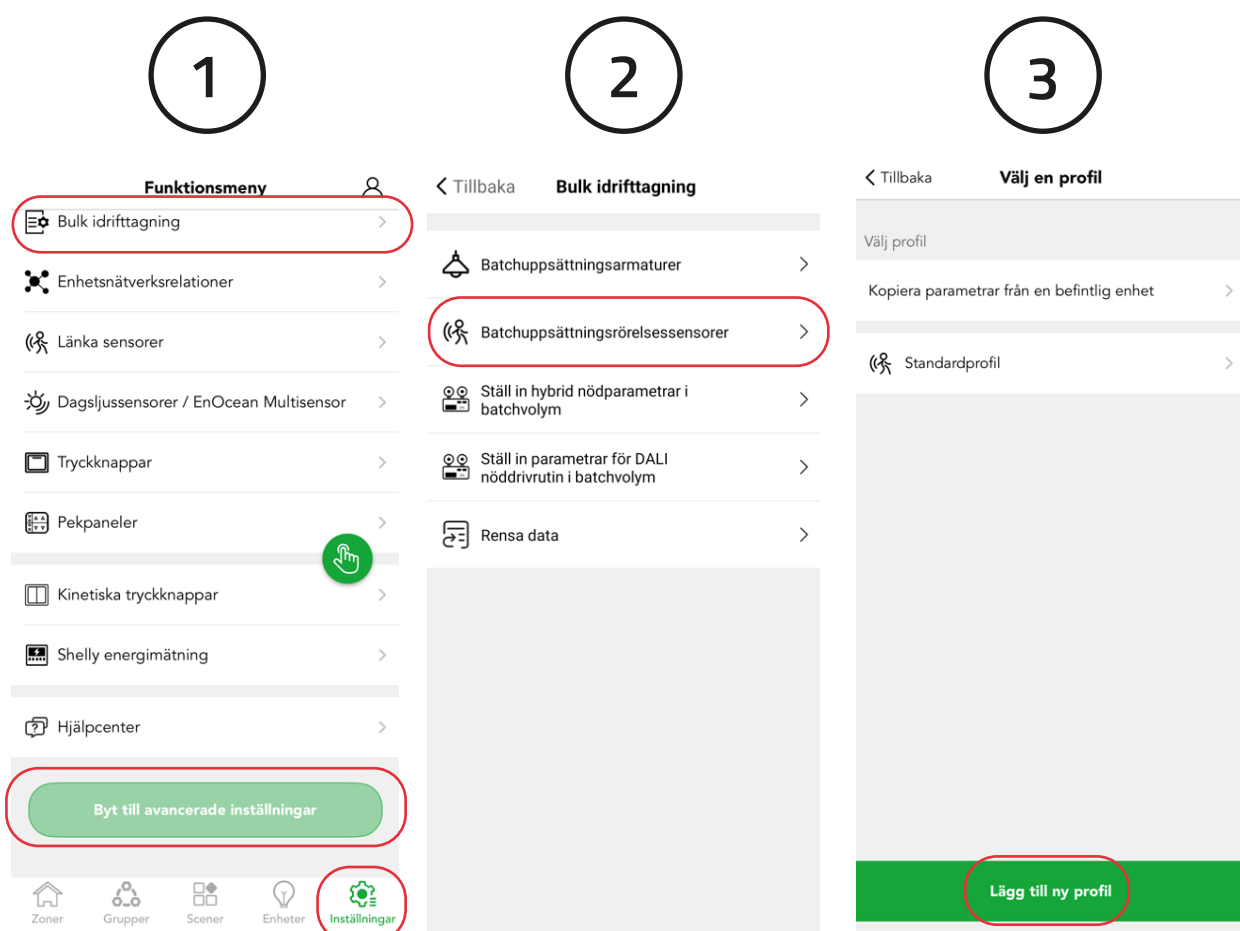 1
2
3
Funktionsmeny
Bulk idrifttagning
Enhetsnätverksrelationer
Länka sensorer
Dagsljussensorer / EnOcean Multisensor
Tryckknappar
Pekpaneler
Kinetiska tryckknappar
Shelly energimätning
Hjälpcenter
Byt till avancerade inställningar
Zoner
Grupper
Scener
Enheter
Inställningar
Tillbaka
Bulk idrifttagning
Batchuppsättningsarmaturer
Batchuppsättningsrörelsessensorer
Ställ in hybrid nödparametrar i
batchvolym
Ställ in parametrar för DALI
nöddrivrutin i batchvolym
Rensa data
Tillbaka
Välj en profil
Välj profil
Kopiera parametrar från en befintlig enhet
Standardprofil
Lägg till ny profil